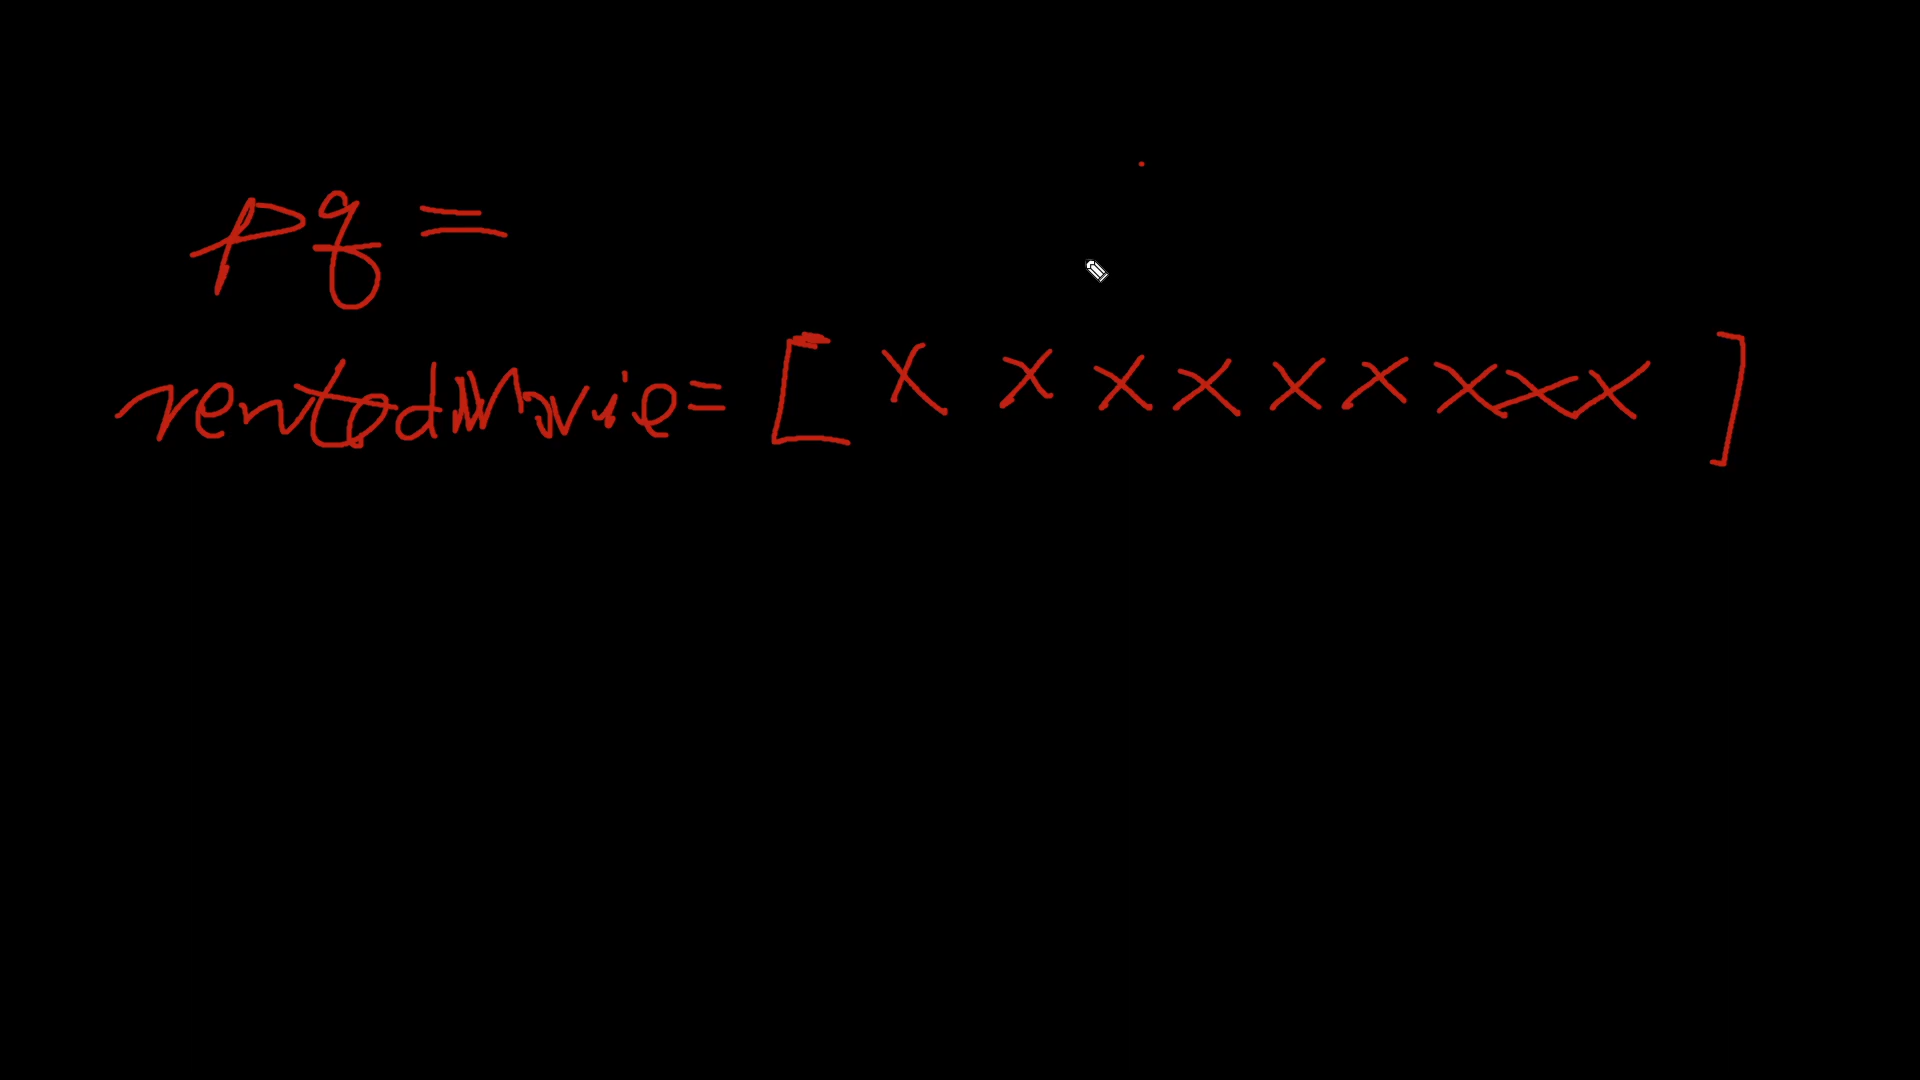 pq =
rentedMovie = [ X X X X X X X X X ]